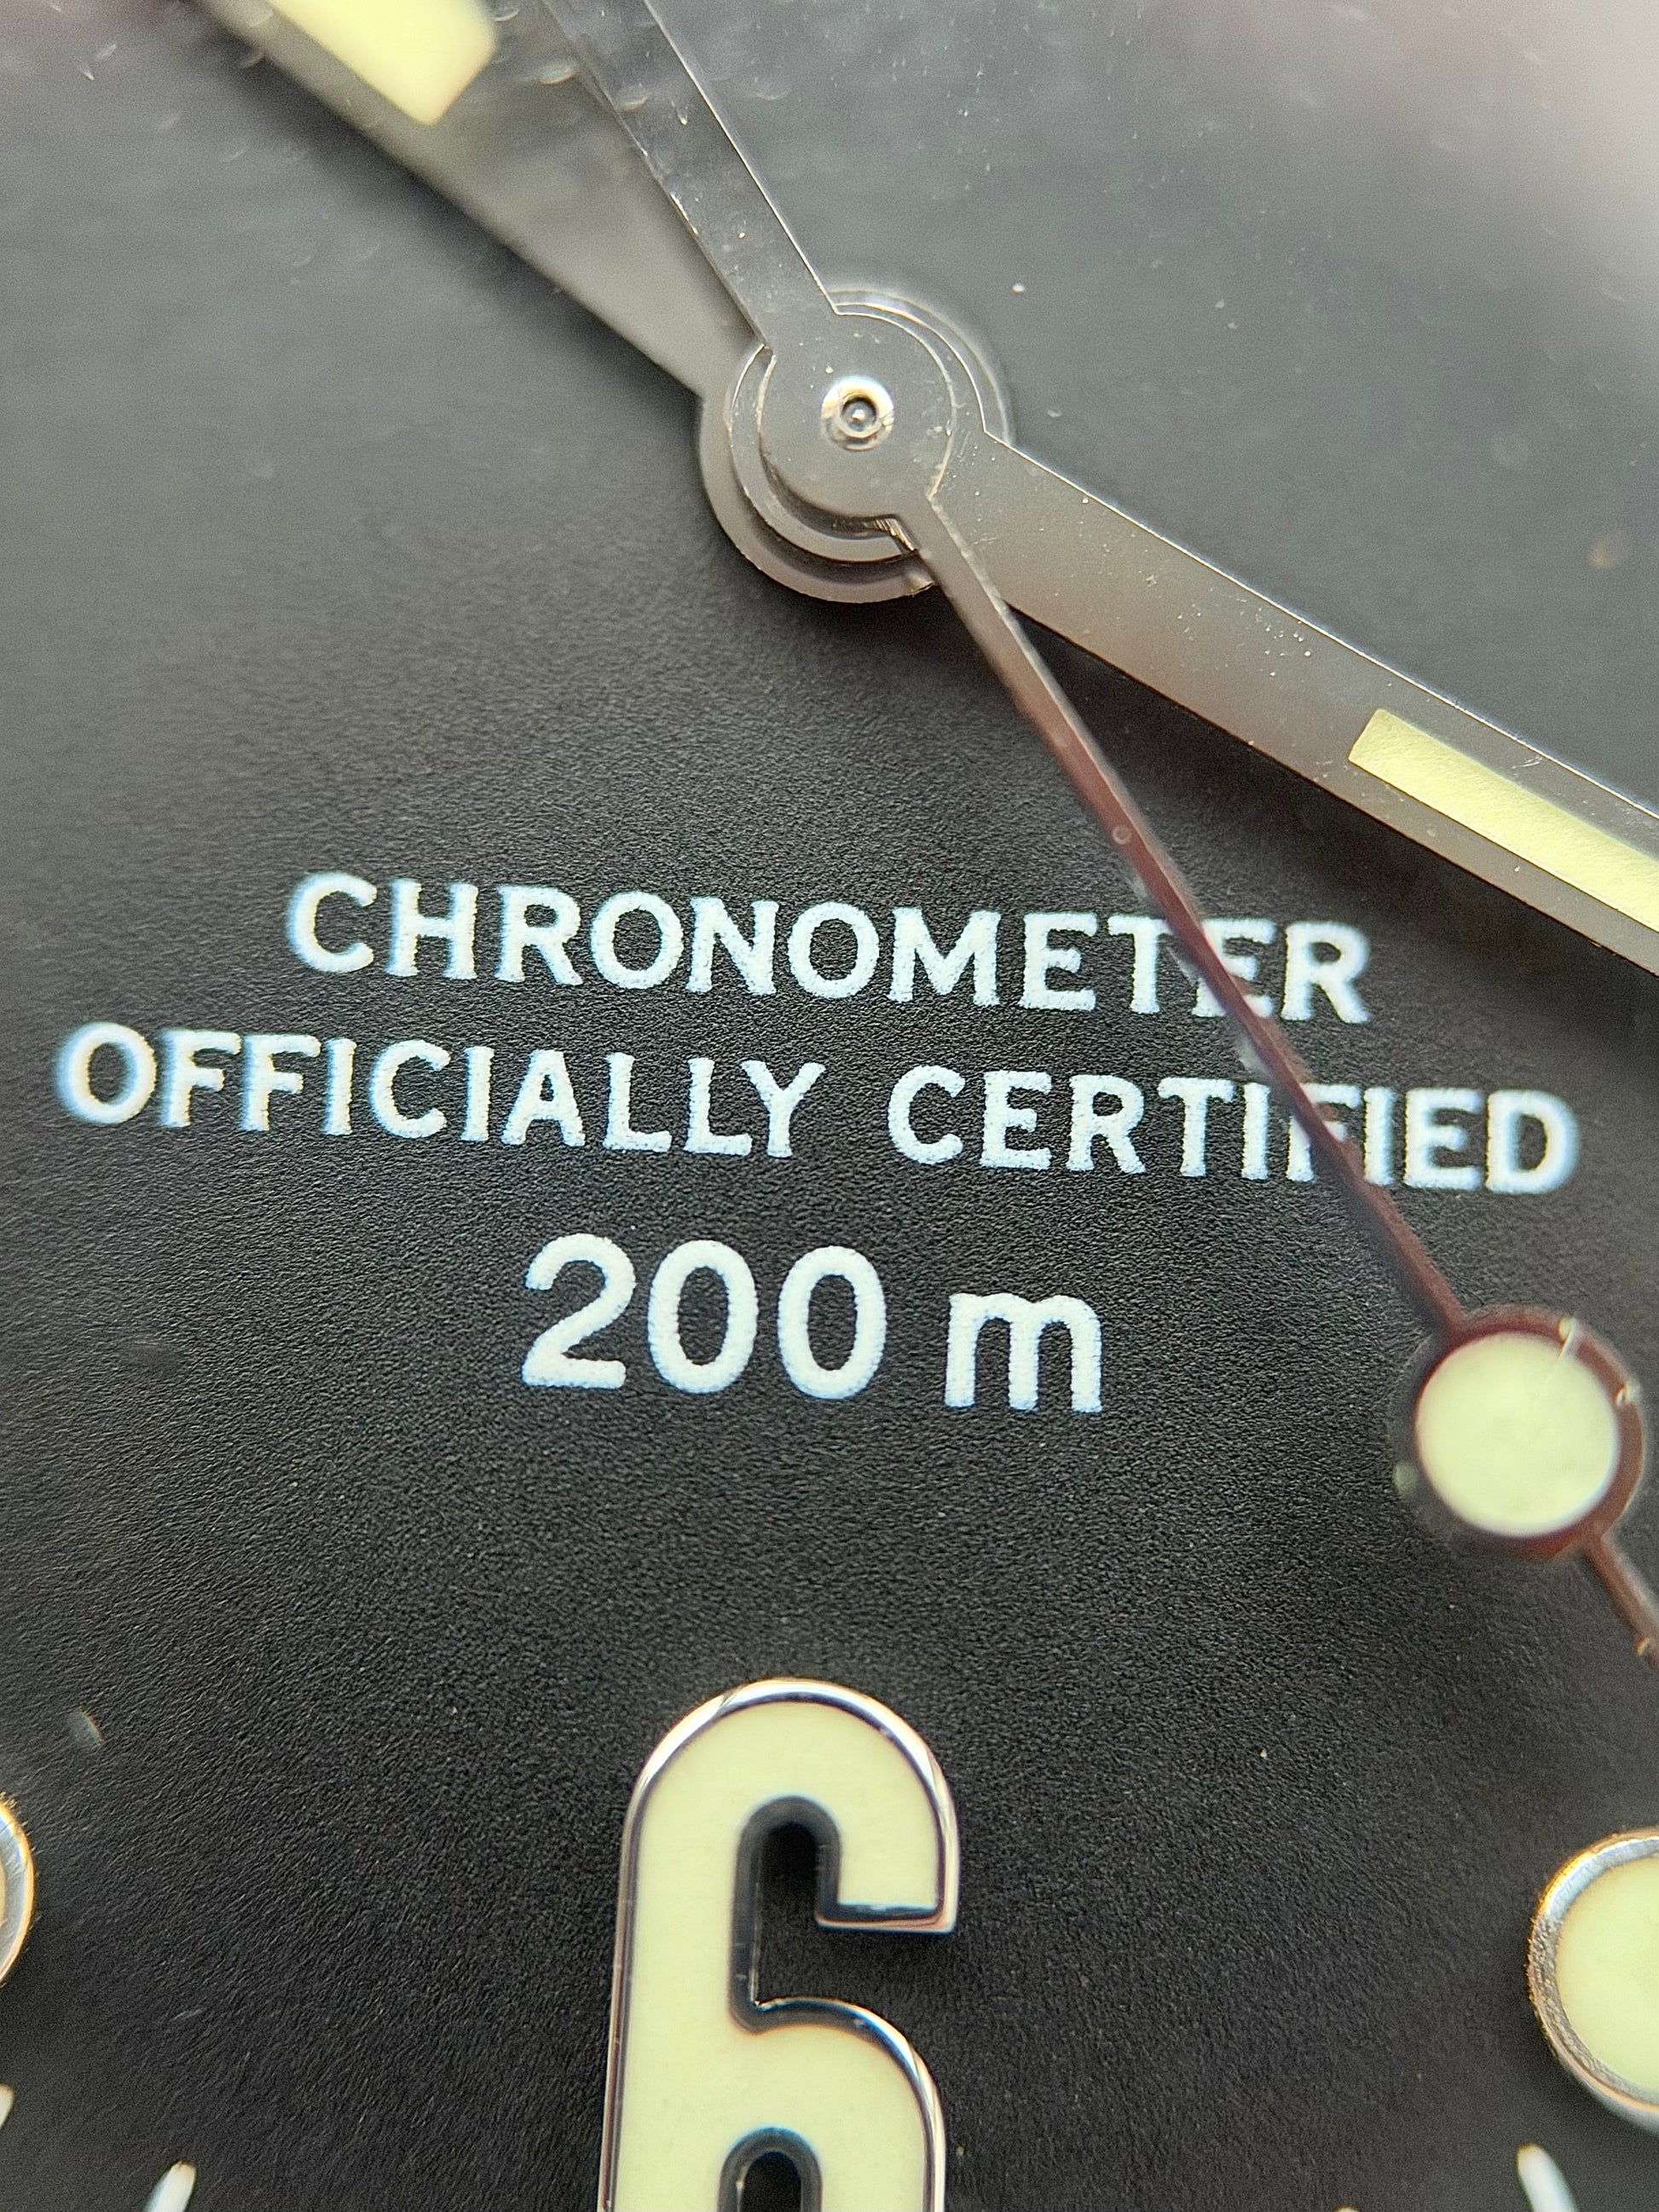 CHRONOMETER
OFFICIALLY CERTIFIED
200 m
6